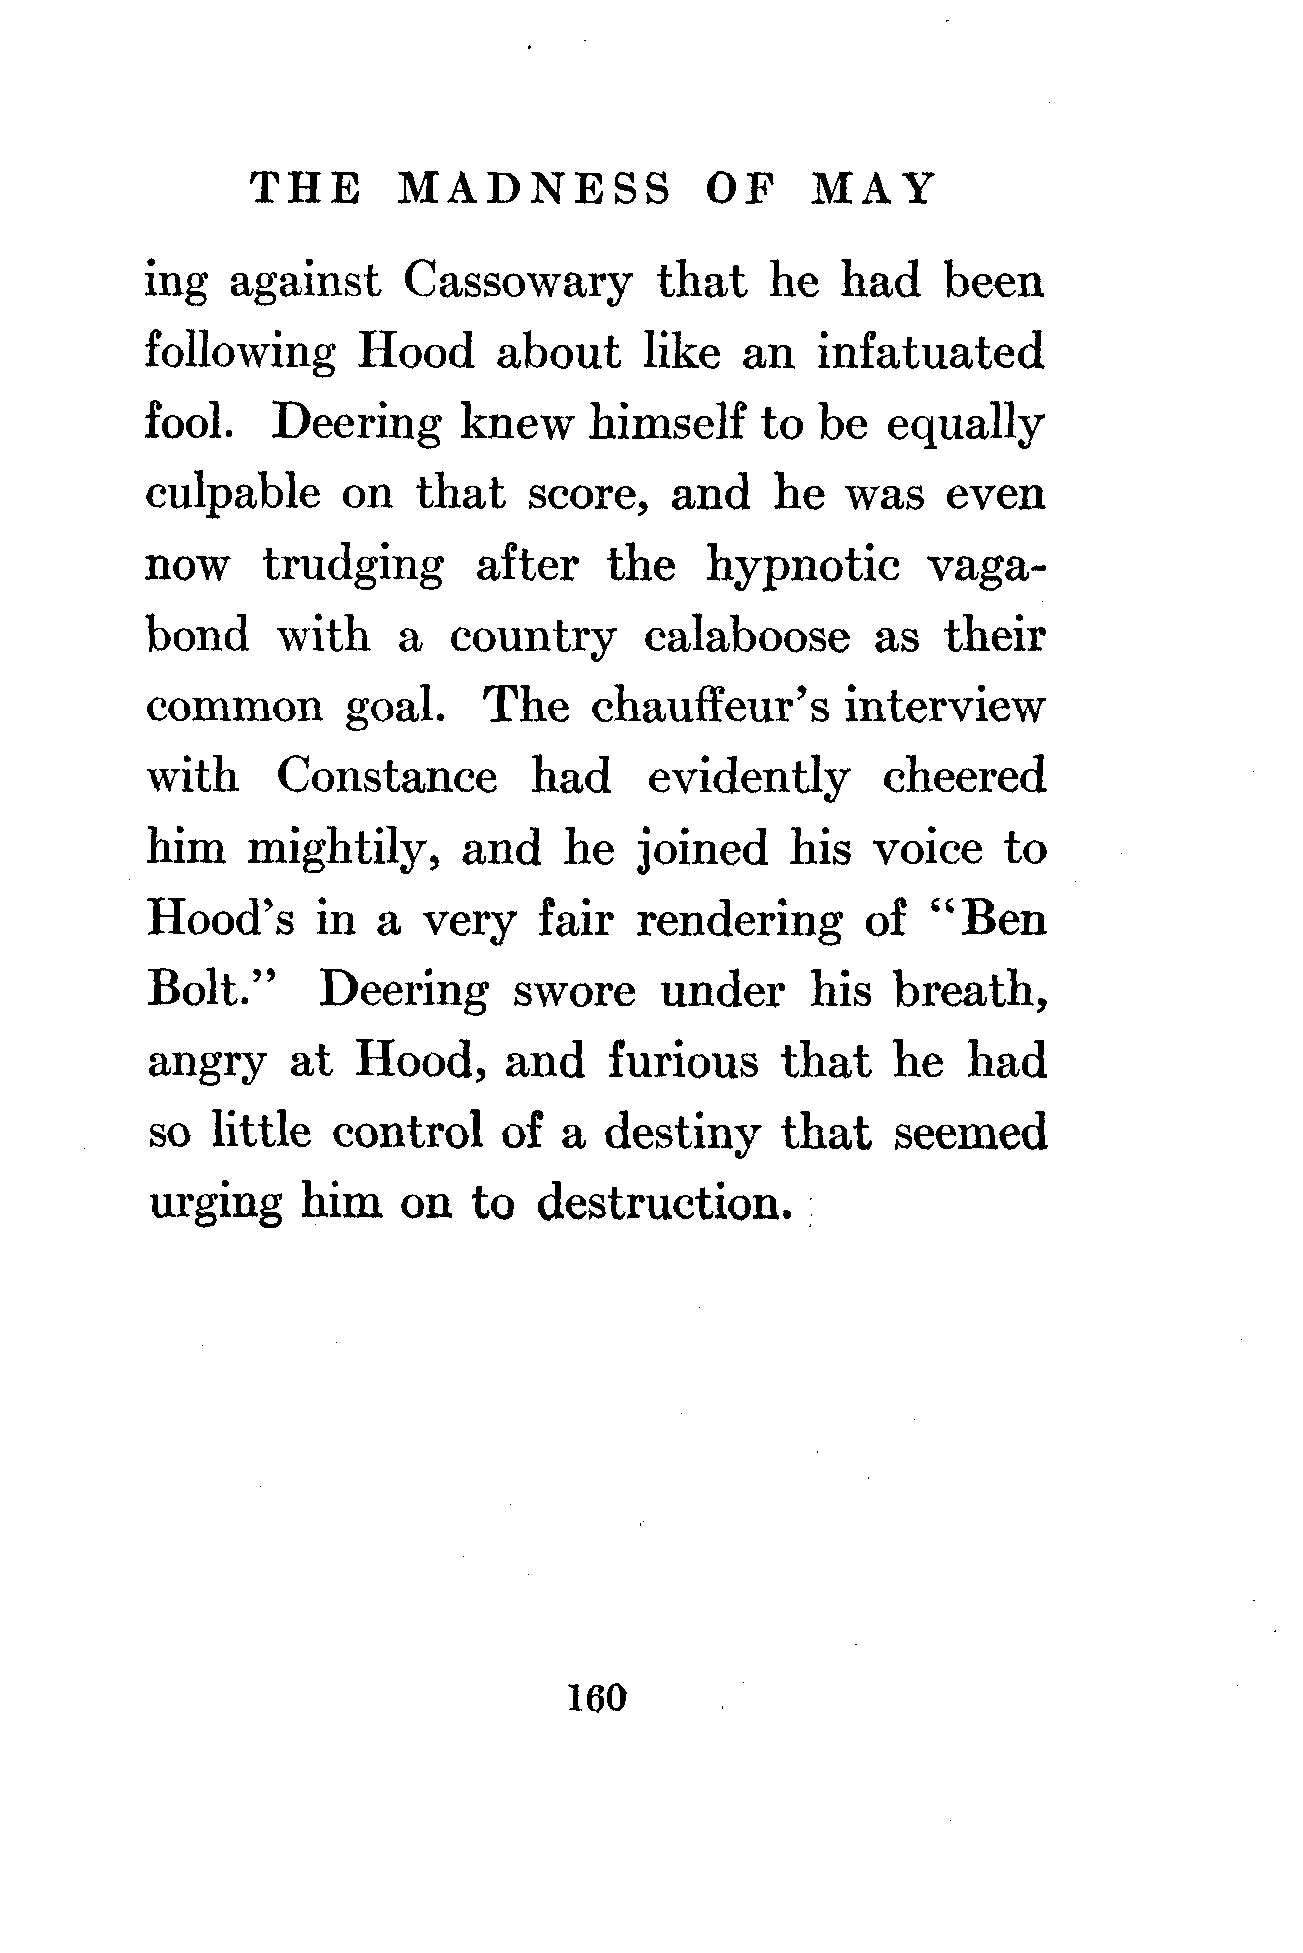 THE MADNESS OF MAY
ing against Cassowary that he had been
following Hood about like an infatuated
fool. Deering knew himself to be equally
culpable on that score, and he was even
now trudging after the hypnotic vaga-
bond with a country calaboose as their
common goal. The chauffeur's interview
with Constance had evidently cheered
him mightily, and he joined his voice to
Hood's in a very fair rendering of "Ben
Bolt." Deering swore under his breath,
angry at Hood, and furious that he had
so little control of a destiny that seemed
urging him on to destruction.
160